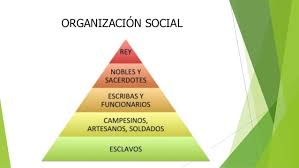 ORGANIZACIÓN SOCIAL
REY
NOBLES Y
SACERDOTES
ESCRIBAS Y
FUNCIONARIOS
CAMPESINOS,
ARTESANOS, SOLDADOS
ESCLAVOS